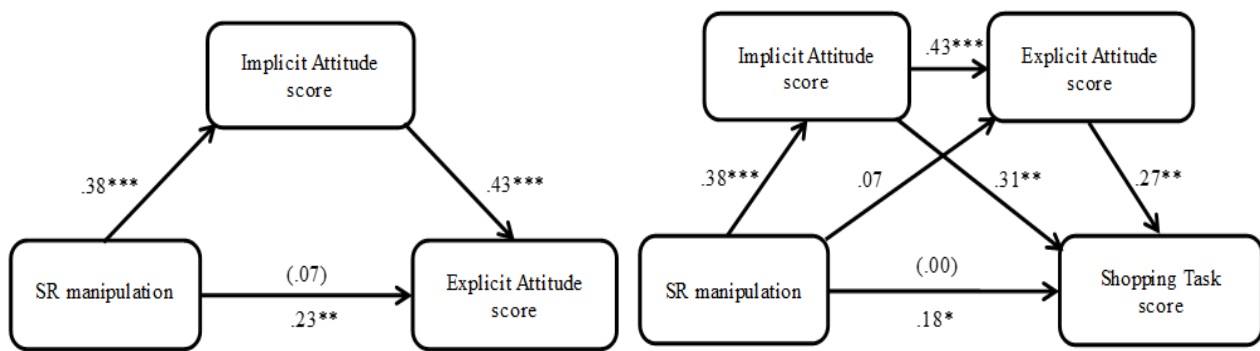 Implicit Attitude
score
.38***
.43***
SR manipulation
(.07)
.23**
Explicit Attitude
score
Implicit Attitude
score
.43***
Explicit Attitude
score
.38***
.07
.31**
.27**
SR manipulation
(.00)
.18*
Shopping Task
score